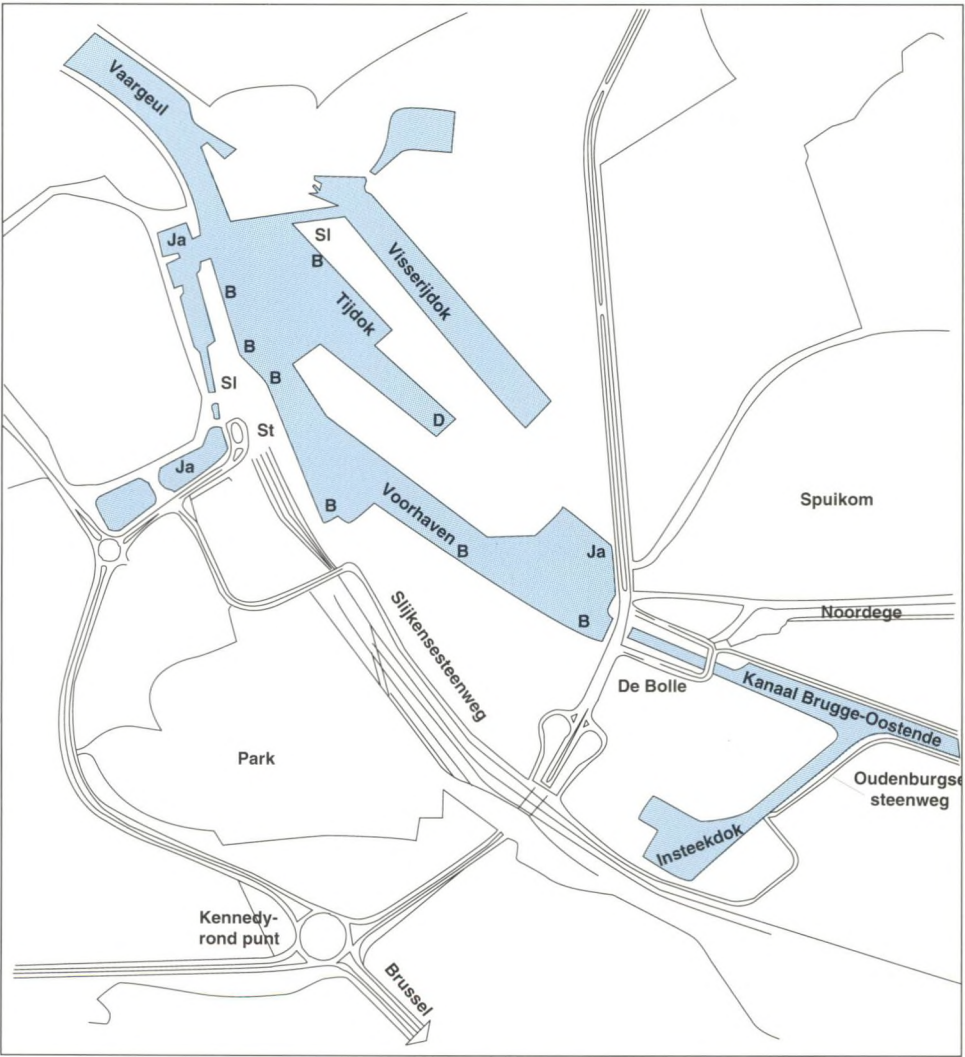 Vaargeul
Ja
Sl
B
B
Visserijdok
Tijdok
B
B
Sl
D
St
Ja
B
Voorhaven
B
Ja
Spuikom
B
Noordege
Slijkensesteenweg
De Bolle
Kanaal Brugge-Oostende
Park
Oudenburgse
steenweg
Insteekdok
Kennedy-
rond punt
Brussel